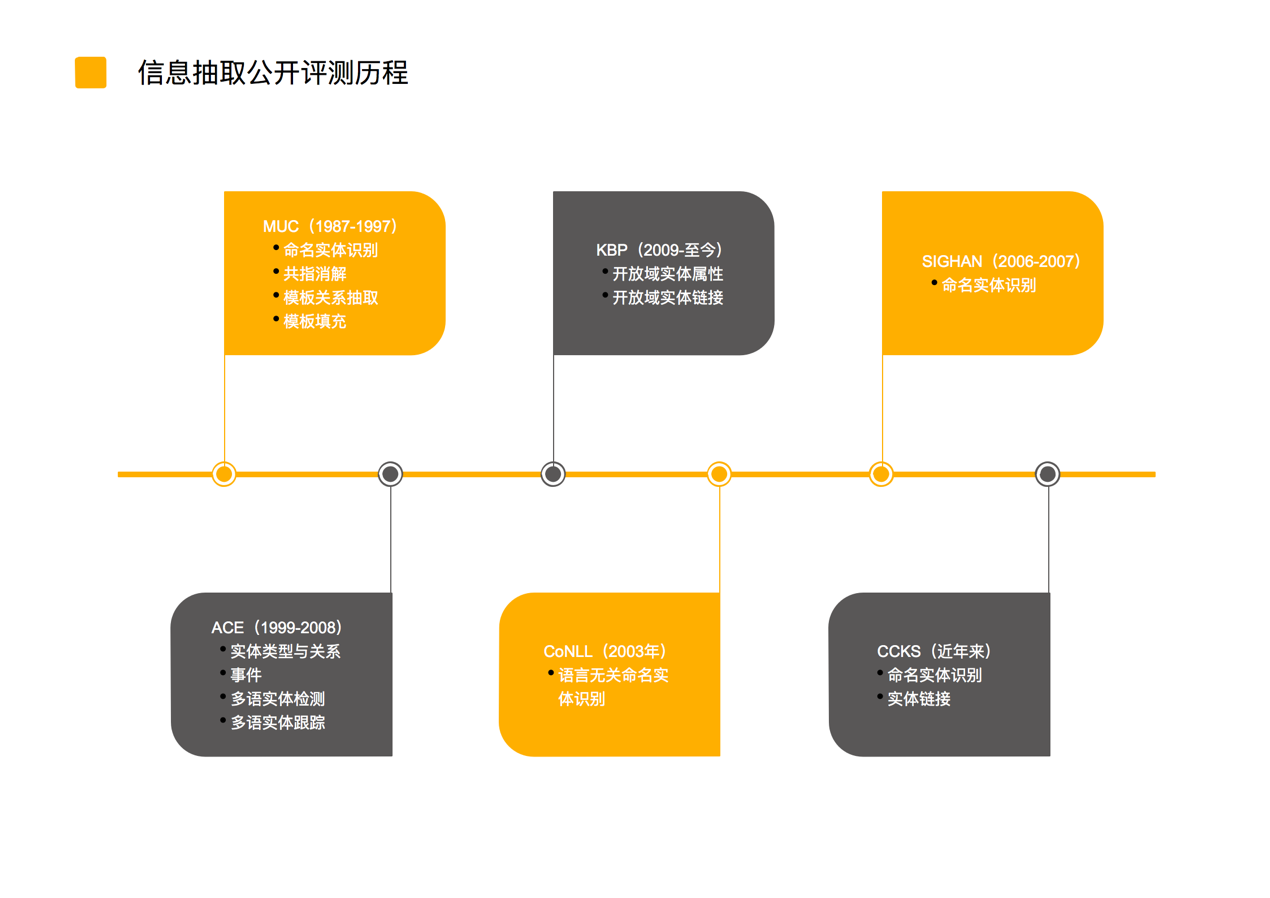 信息抽取公开评测历程
MUC（1987-1997）
• 命名实体识别
• 共指消解
• 模板关系抽取
• 模板填充
KBP（2009-至今）
• 开放域实体属性
• 开放域实体链接
SIGHAN（2006-2007）
• 命名实体识别
ACE（1999-2008）
• 实体类型与关系
• 事件
• 多语实体检测
• 多语实体跟踪
CoNLL（2003年）
• 语言无关命名实
体识别
CCKS（近年来）
• 命名实体识别
• 实体链接